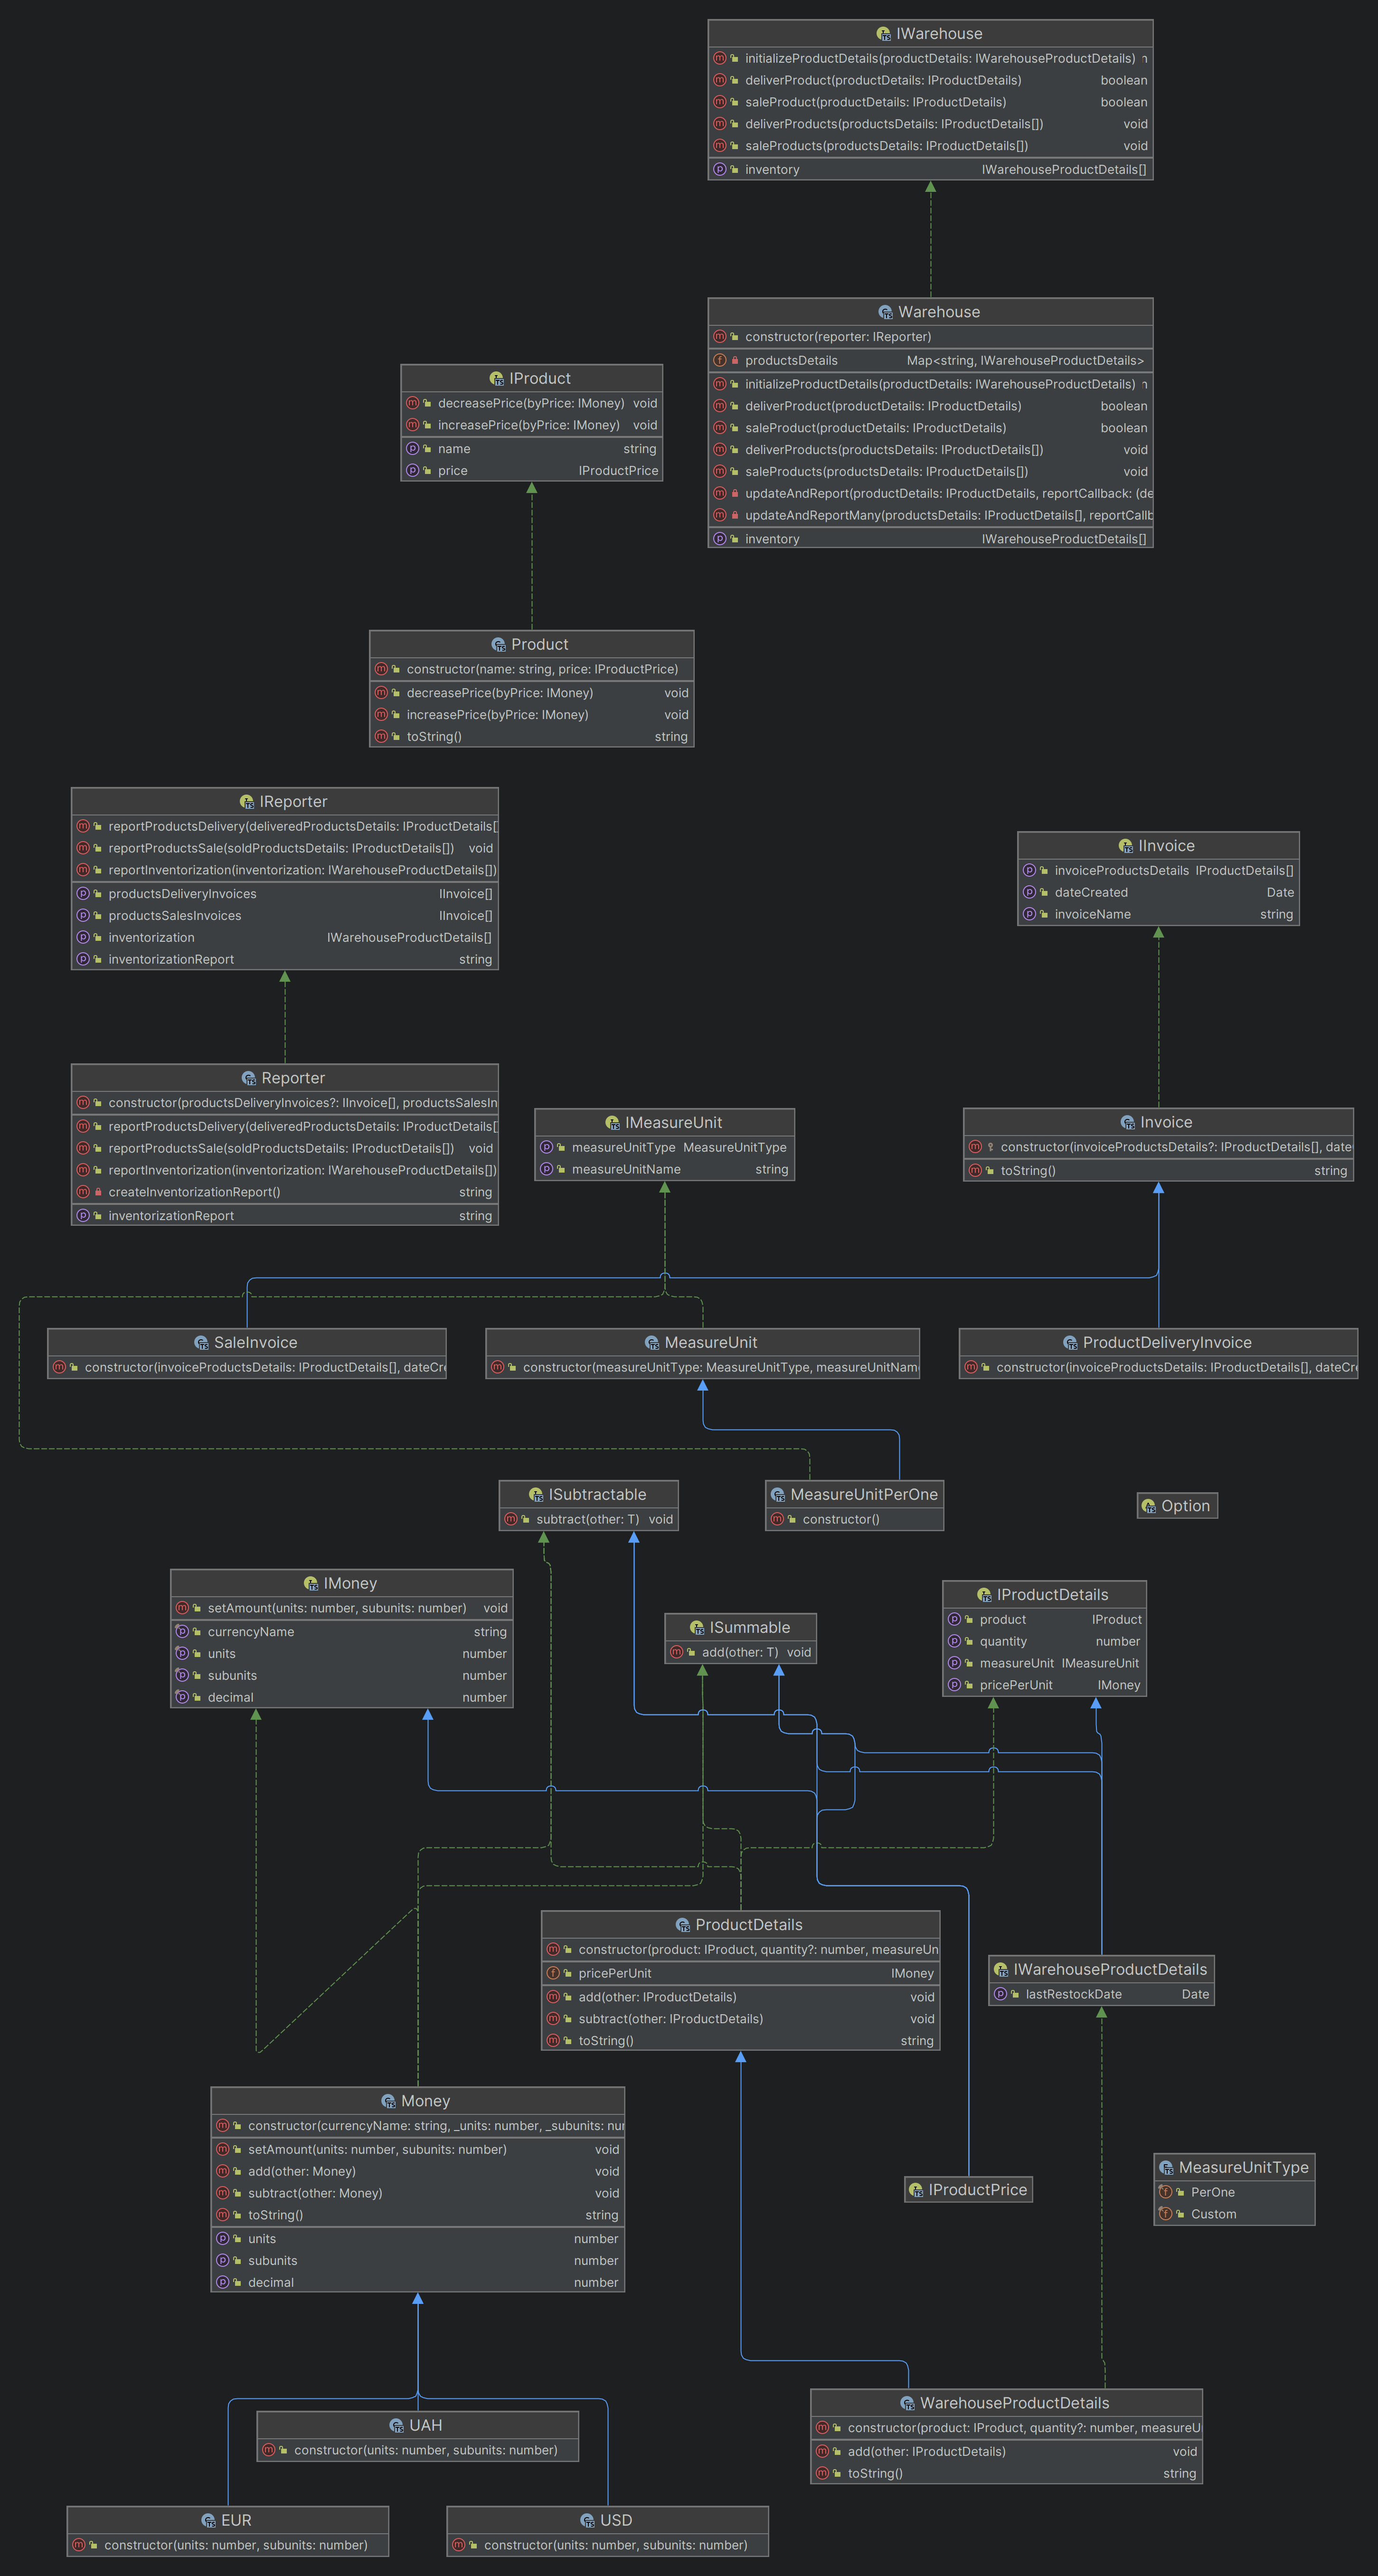 IWarehouse
initializeProductDetails(productDetails: IWarehouseProductDetails)
deliverProduct(productDetails: IProductDetails) boolean
saleProduct(productDetails: IProductDetails) boolean
deliverProducts(productsDetails: IProductDetails[]) void
saleProducts(productsDetails: IProductDetails[]) void
inventory IWarehouseProductDetails[]
Warehouse
constructor(reporter: IReporter)
productsDetails Map<string, IWarehouseProductDetails>
initializeProductDetails(productDetails: IWarehouseProductDetails)
deliverProduct(productDetails: IProductDetails) boolean
saleProduct(productDetails: IProductDetails) boolean
deliverProducts(productsDetails: IProductDetails[]) void
saleProducts(productsDetails: IProductDetails[]) void
updateAndReport(productDetails: IProductDetails, reportCallback: (de
updateAndReportMany(productsDetails: IProductDetails[], reportCallb
inventory IWarehouseProductDetails[]
IProduct
decreasePrice(byPrice: IMoney) void
increasePrice(byPrice: IMoney) void
name string
price IProductPrice
Product
constructor(name: string, price: IProductPrice)
decreasePrice(byPrice: IMoney) void
increasePrice(byPrice: IMoney) void
toString() string
IReporter
reportProductsDelivery(deliveredProductsDetails: IProductDetails[
reportProductsSale(soldProductsDetails: IProductDetails[]) void
reportInventorization(inventorization: IWarehouseProductDetails[])
productsDeliveryInvoices IInvoice[]
productsSalesInvoices IInvoice[]
inventorization IWarehouseProductDetails[]
inventorizationReport string
IInvoice
invoiceProductsDetails IProductDetails[]
dateCreated Date
invoiceName string
Reporter
constructor(productsDeliveryInvoices?: IInvoice[], productsSalesIn
reportProductsDelivery(deliveredProductsDetails: IProductDetails[
reportProductsSale(soldProductsDetails: IProductDetails[]) void
reportInventorization(inventorization: IWarehouseProductDetails[])
createInventorizationReport() string
inventorizationReport string
IMeasureUnit
measureUnitType MeasureUnitType
measureUnitName string
Invoice
constructor(invoiceProductsDetails?: IProductDetails[], date
toString() string
SaleInvoice
constructor(invoiceProductsDetails: IProductDetails[], dateCre
MeasureUnit
constructor(measureUnitType: MeasureUnitType, measureUnitNam
ProductDeliveryInvoice
constructor(invoiceProductsDetails: IProductDetails[], dateCre
ISubtractable
subtract(other: T) void
MeasureUnitPerOne
constructor()
Option
IMoney
setAmount(units: number, subunits: number) void
currencyName string
units number
subunits number
decimal number
ISummable
add(other: T) void
IProductDetails
product IProduct
quantity number
measureUnit IMeasureUnit
pricePerUnit IMoney
ProductDetails
constructor(product: IProduct, quantity?: number, measureUn
pricePerUnit IMoney
add(other: IProductDetails) void
subtract(other: IProductDetails) void
toString() string
IWarehouseProductDetails
lastRestockDate Date
Money
constructor(currencyName: string, _units: number, _subunits: nu
setAmount(units: number, subunits: number) void
add(other: Money) void
subtract(other: Money) void
toString() string
units number
subunits number
decimal number
IProductPrice
MeasureUnitType
PerOne
Custom
WarehouseProductDetails
constructor(product: IProduct, quantity?: number, measureU
add(other: IProductDetails) void
toString() string
UAH
constructor(units: number, subunits: number)
EUR
constructor(units: number, subunits: number)
USD
constructor(units: number, subunits: number)